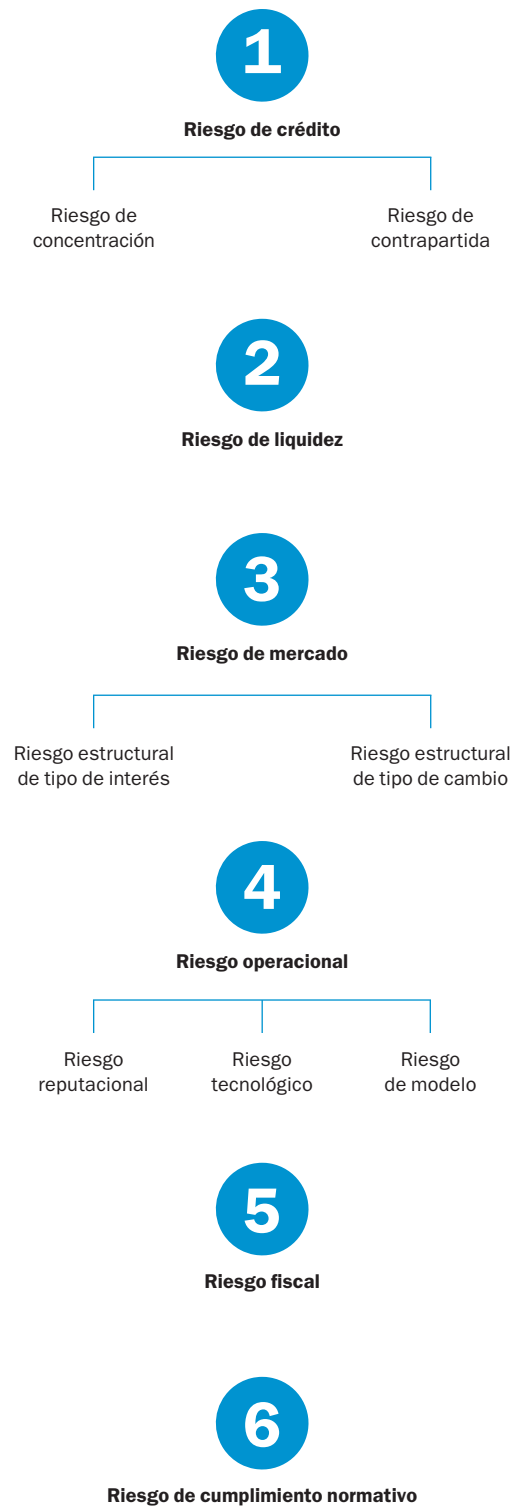 1
Riesgo de crédito
Riesgo de
concentración
Riesgo de
contrapartida
2
Riesgo de liquidez
3
Riesgo de mercado
Riesgo estructural
de tipo de interés
Riesgo estructural
de tipo de cambio
4
Riesgo operacional
Riesgo
reputacional
Riesgo
tecnológico
Riesgo
de modelo
5
Riesgo fiscal
6
Riesgo de cumplimiento normativo